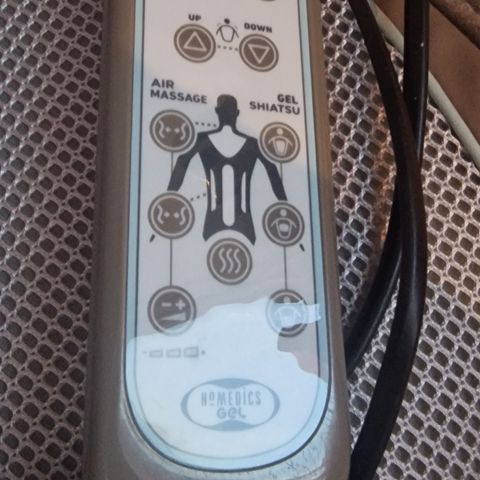 UP DOWN
AIR MASSAGE
GEL SHIATSU
- +
HOMEDICS
GEL